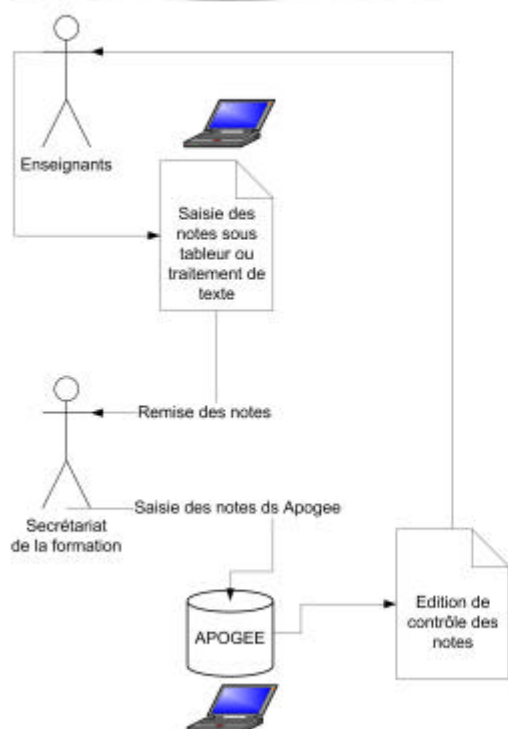 Enseignants
Saisie des
notes sous
tableur ou
traitement de
texte
Remise des notes
Secrétariat
de la formation
Saisie des notes ds Apogee
APOGEE
Edition de
contrôle des
notes